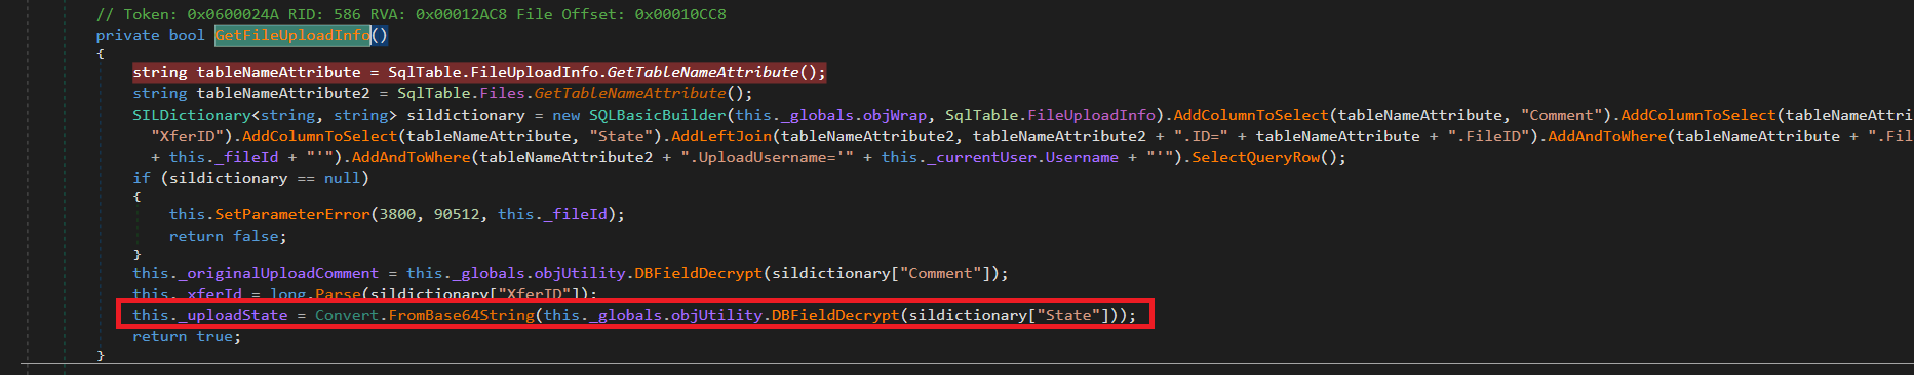 // Token: 0x0600024A RID: 586 RVA: 0x00012AC8 File Offset: 0x00010CC8
private bool GetFileUploadInfo()
{
string tableNameAttribute = SqlTable.FileUploadInfo.GetTableNameAttribute();
string tableNameAttribute2 = SqlTable.Files.GetTableNameAttribute();
SILDictionary<string, string> sildictionary = new SQLBasicBuilder(this._globals.objWrap, SqlTable.FileUploadInfo).AddColumnToSelect(tableNameAttribute, "Comment").AddColumnToSelect(tableNameAttri
"XferID").AddColumnToSelect(tableNameAttribute, "State").AddLeftJoin(tableNameAttribute2, tableNameAttribute2 + ".ID=" + tableNameAttribute + ".FileID").AddAndToWhere(tableNameAttribute + ".Fil
+ this._fileId + "'").AddAndToWhere(tableNameAttribute2 + ".UploadUsername='" + this._currentUser.Username + "'").SelectQueryRow();
if (sildictionary == null)
{
this.SetParameterError(3800, 90512, this._fileId);
return false;
}
this._originalUploadComment = this._globals.objUtility.DBFieldDecrypt(sildictionary["Comment"]);
this._xferId = long.Parse(sildictionary["XferID"]);
this._uploadState = Convert.FromBase64String(this._globals.objUtility.DBFieldDecrypt(sildictionary["State"]));
return true;
}